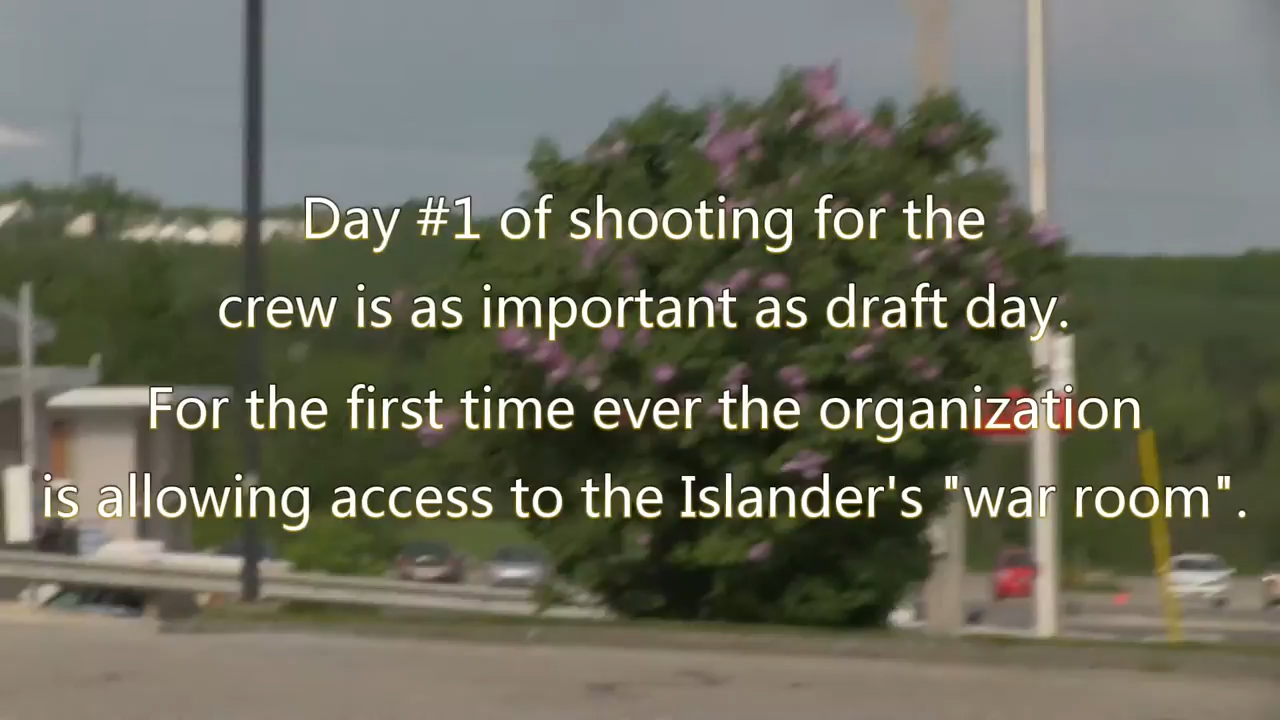 Day #1 of shooting for the
crew is as important as draft day.
For the first time ever the organization
is allowing access to the Islander's "war room".